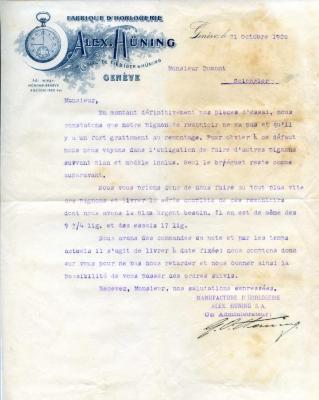 FABRIQUE D'HORLOGERIE
ALEX. HÜNING
GENÈVE
Genève, 21 Octobre 1920
Monsieur Dumont
Monsieur,
En montant définitivement nos pièces d'essai, nous
constatons que notre mignon de remontoir ne va pas et qu'il
y a un fort grattement au remontage. Pour obvier à ce défaut
nous nous voyons dans l'obligation de faire d'autres pignons
suivant plan et modèle inclus. Seul le bréguet reste comme
auparavant.
Nous vous prions donc de nous faire au tout plus vite
ces pignons et livrer la série complète de ces remontoirs
dont nous avons le plus urgent besoin. Il en est de même des
9 3/4 lig. et des essais 17 lig.
Nous avons des commandes en note et par les temps
actuels il s'agit de livrer à date fixée; nous comptons donc
sur vous pour ne pas nous retarder et nous donner ainsi la
possibilité de vous passer des ordres suivis.
Recevez, Monsieur, nos salutations expressées.
MANUFACTURE D'HORLOGERIE
ALEX HUNING S.A.
Un Administrateur: